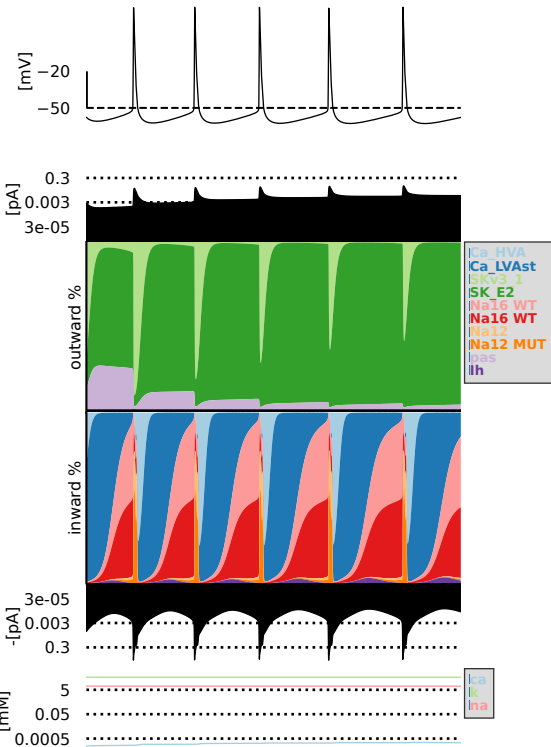 [mV]
−20
−50
[pA]
0.3
0.003
3e-05
outward %
Ca_HVA
Ca_LVAst
SKv3_1
SK_E2
Na16 WT
Na16 WT
Na12
Na12 MUT
pas
Ih
inward %
-[pA]
3e-05
0.003
0.3
[mM]
5
0.05
0.0005
ca
k
na